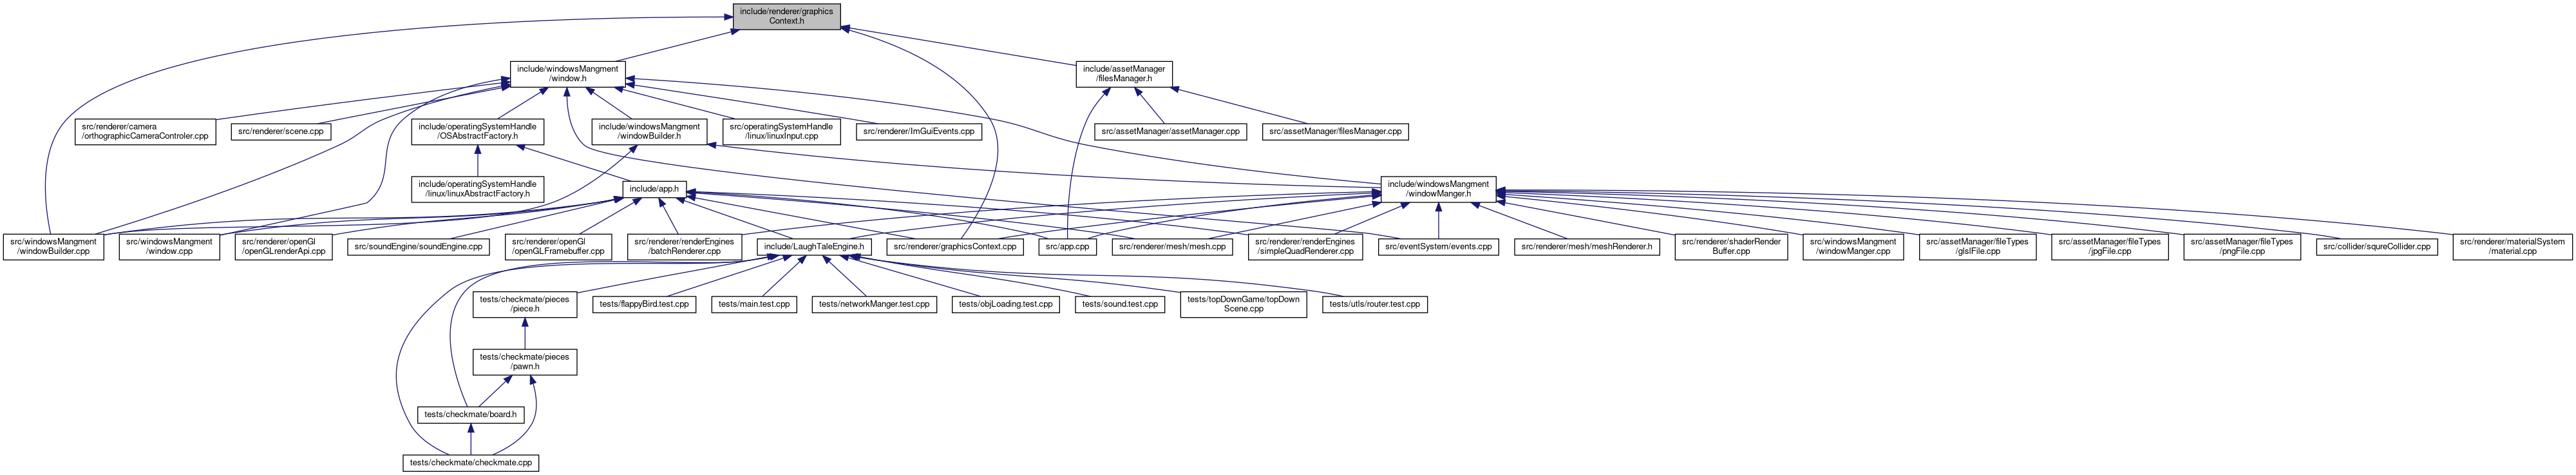 include/renderer/graphics
Context.h
include/windowsMangment
/window.h
include/assetManager
/filesManager.h
src/renderer/camera
/orthographicCameraControler.cpp
src/renderer/scene.cpp
include/operatingSystemHandle
/OSAbstractFactory.h
include/windowsMangment
/windowBuilder.h
src/operatingSystemHandle
/linux/linuxInput.cpp
src/renderer/ImGuiEvents.cpp
src/assetManager/assetManager.cpp
src/assetManager/filesManager.cpp
include/operatingSystemHandle
/linux/linuxAbstractFactory.h
include/app.h
include/windowsMangment
/windowManger.h
src/windowsMangment
/windowBuilder.cpp
src/windowsMangment
/window.cpp
src/renderer/openGl
/openGLrenderApi.cpp
src/soundEngine/soundEngine.cpp
src/renderer/openGl
/openGLFramebuffer.cpp
src/renderer/renderEngines
/batchRenderer.cpp
include/LaughTaleEngine.h
src/renderer/graphicsContext.cpp
src/app.cpp
src/renderer/mesh/mesh.cpp
src/renderer/renderEngines
/simpleQuadRenderer.cpp
src/eventSystem/events.cpp
src/renderer/mesh/meshRenderer.h
src/renderer/shaderRender
Buffer.cpp
src/windowsMangment
/windowManger.cpp
src/assetManager/fileTypes
/glslFile.cpp
src/assetManager/fileTypes
/jpgFile.cpp
src/assetManager/fileTypes
/pngFile.cpp
src/collider/squreCollider.cpp
src/renderer/materialSystem
/material.cpp
tests/checkmate/pieces
/piece.h
tests/flappyBird.test.cpp
tests/main.test.cpp
tests/networkManger.test.cpp
tests/objLoading.test.cpp
tests/sound.test.cpp
tests/topDownGame/topDown
Scene.cpp
tests/utls/router.test.cpp
tests/checkmate/pieces
/pawn.h
tests/checkmate/board.h
tests/checkmate/checkmate.cpp